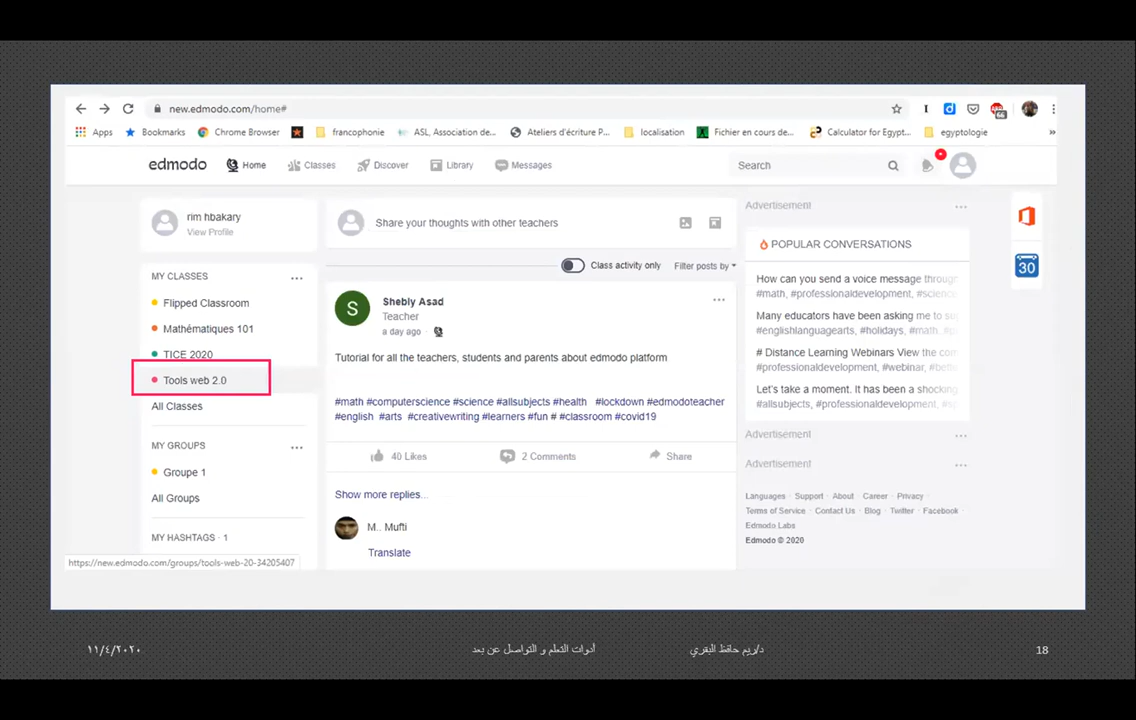 new.edmodo.com/home#
Apps Bookmarks Chrome Browser francophonie ASL, Association de... Ateliers d'écriture P... localisation Fichier en cours de... Calculator for Egypt... egyptologie »
edmodo Home Classes Discover Library Messages Search
Advertisement
rim hbakary
View Profile
Share your thoughts with other teachers
30
Class activity only Filter posts by
MY CLASSES
Flipped Classroom
Mathématiques 101
TICE 2020
Tools web 2.0
All Classes
MY GROUPS
Groupe 1
All Groups
MY HASHTAGS · 1
https://new.edmodo.com/groups/tools-web-20-34205407
S
Shebly Asad
Teacher
a day ago
Tutorial for all the teachers, students and parents about edmodo platform
#math #computerscience #science #allsubjects #health #lockdown #edmodoteacher
#english #arts #creativewriting #learners #fun # #classroom #covid19
40 Likes 2 Comments Share
Show more replies...
M.. Mufti
Translate
POPULAR CONVERSATIONS
How can you send a voice message through
#math, #professionaldevelopment, #science
Many educators have been asking me to su
#englishlanguagearts, #holidays, #math,
# Distance Learning Webinars View the com
#professionaldevelopment, #webinar, #be
Let's take a moment. It has been a shocking
#allsubjects, #professionaldevelopment, #s
Advertisement
Advertisement
Languages · Support · About · Career · Privacy ·
Terms of Service · Contact Us · Blog · Twitter · Facebook ·
Edmodo Labs
Edmodo © 2020
١١/٤/٢٠٢٠ أدوات التعلم و التواصل عن بعد د/ريم حافظ البقري 18